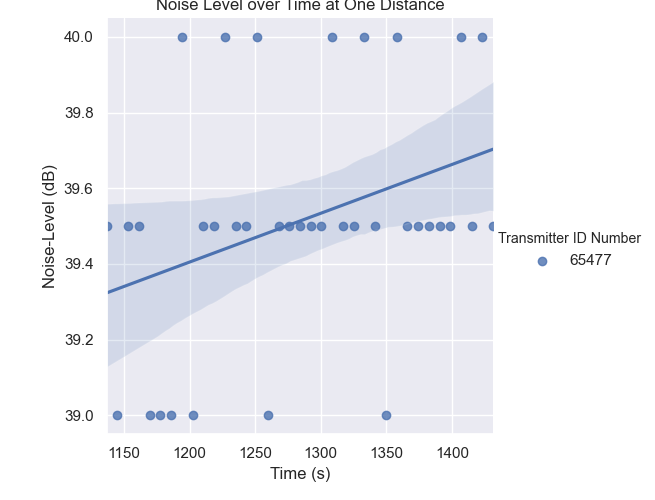 Noise Level over Time at One Distance
40.0
39.8
39.6
39.4
39.2
39.0
Noise-Level (dB)
1150 1200 1250 1300 1350 1400
Time (s)
Transmitter ID Number
65477